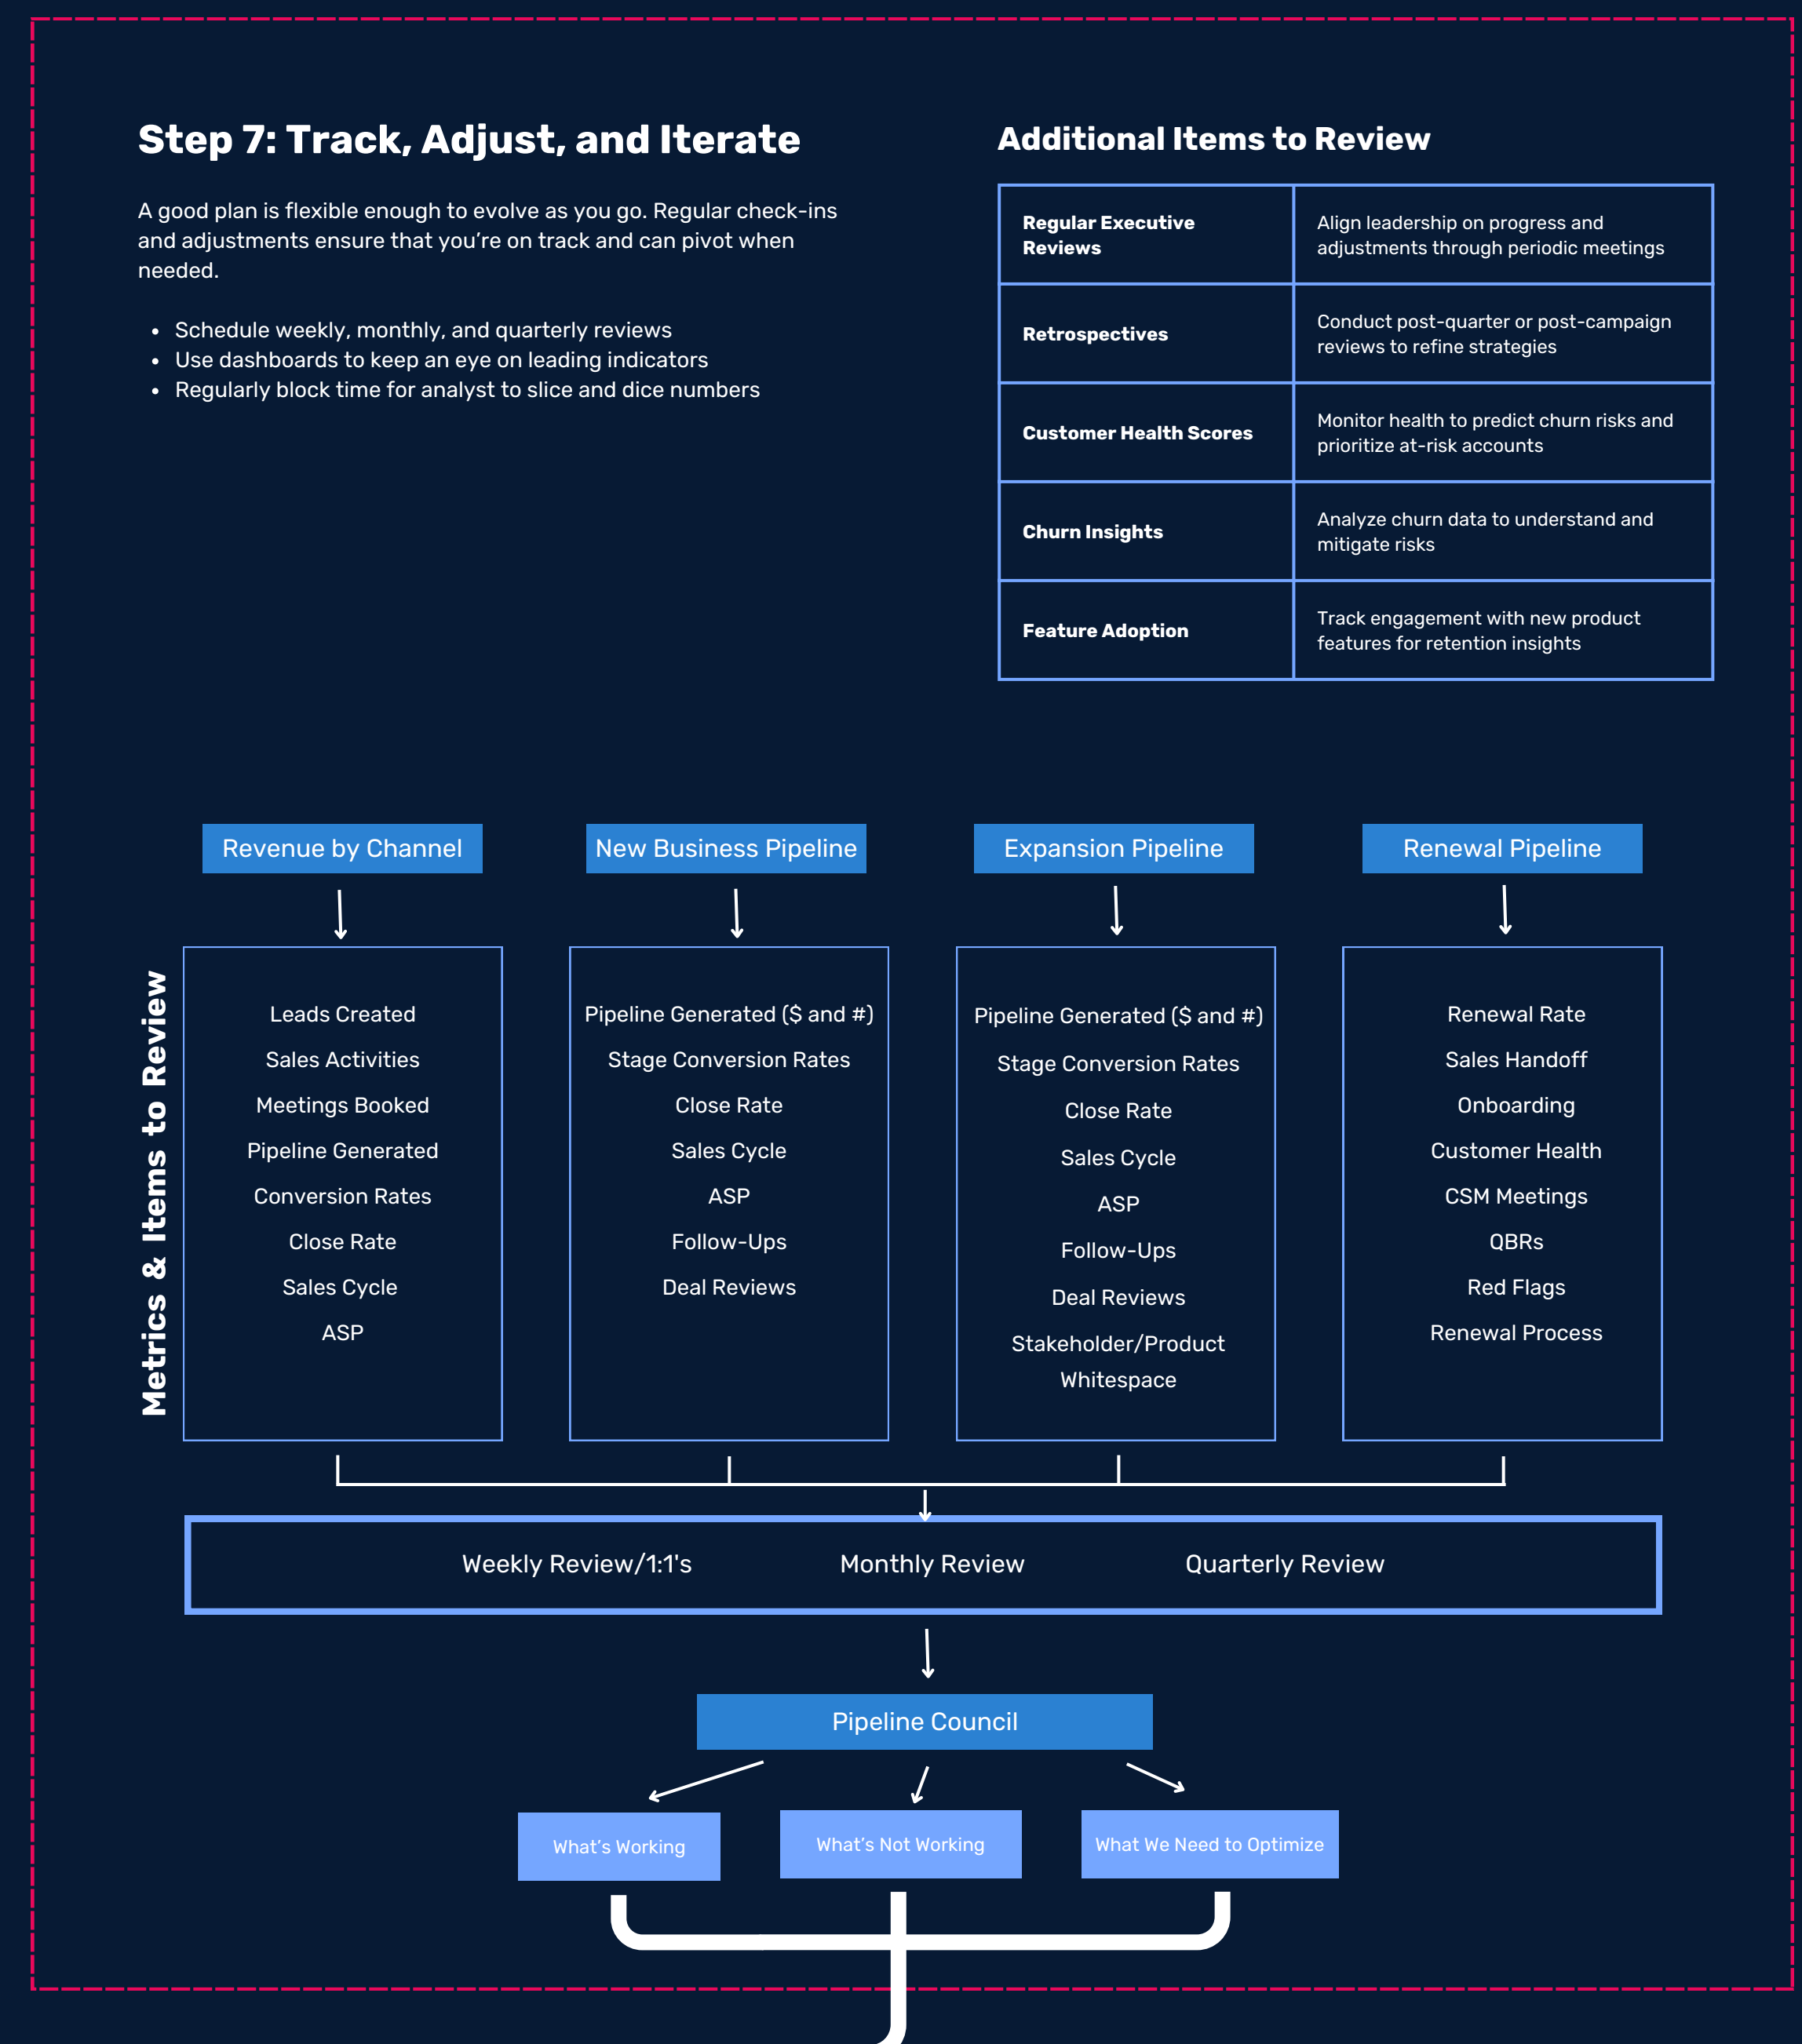 Step 7: Track, Adjust, and Iterate
A good plan is flexible enough to evolve as you go. Regular check-ins
and adjustments ensure that you’re on track and can pivot when
needed.
• Schedule weekly, monthly, and quarterly reviews
• Use dashboards to keep an eye on leading indicators
• Regularly block time for analyst to slice and dice numbers
Additional Items to Review
Regular Executive
Reviews
Align leadership on progress and
adjustments through periodic meetings
Retrospectives
Conduct post-quarter or post-campaign
reviews to refine strategies
Customer Health Scores
Monitor health to predict churn risks and
prioritize at-risk accounts
Churn Insights
Analyze churn data to understand and
mitigate risks
Feature Adoption
Track engagement with new product
features for retention insights
Metrics & Items to Review
Revenue by Channel
Leads Created
Sales Activities
Meetings Booked
Pipeline Generated
Conversion Rates
Close Rate
Sales Cycle
ASP
New Business Pipeline
Pipeline Generated ($ and #)
Stage Conversion Rates
Close Rate
Sales Cycle
ASP
Follow-Ups
Deal Reviews
Expansion Pipeline
Pipeline Generated ($ and #)
Stage Conversion Rates
Close Rate
Sales Cycle
ASP
Follow-Ups
Deal Reviews
Stakeholder/Product
Whitespace
Renewal Pipeline
Renewal Rate
Sales Handoff
Onboarding
Customer Health
CSM Meetings
QBRs
Red Flags
Renewal Process
Weekly Review/1:1's
Monthly Review
Quarterly Review
Pipeline Council
What’s Working
What’s Not Working
What We Need to Optimize